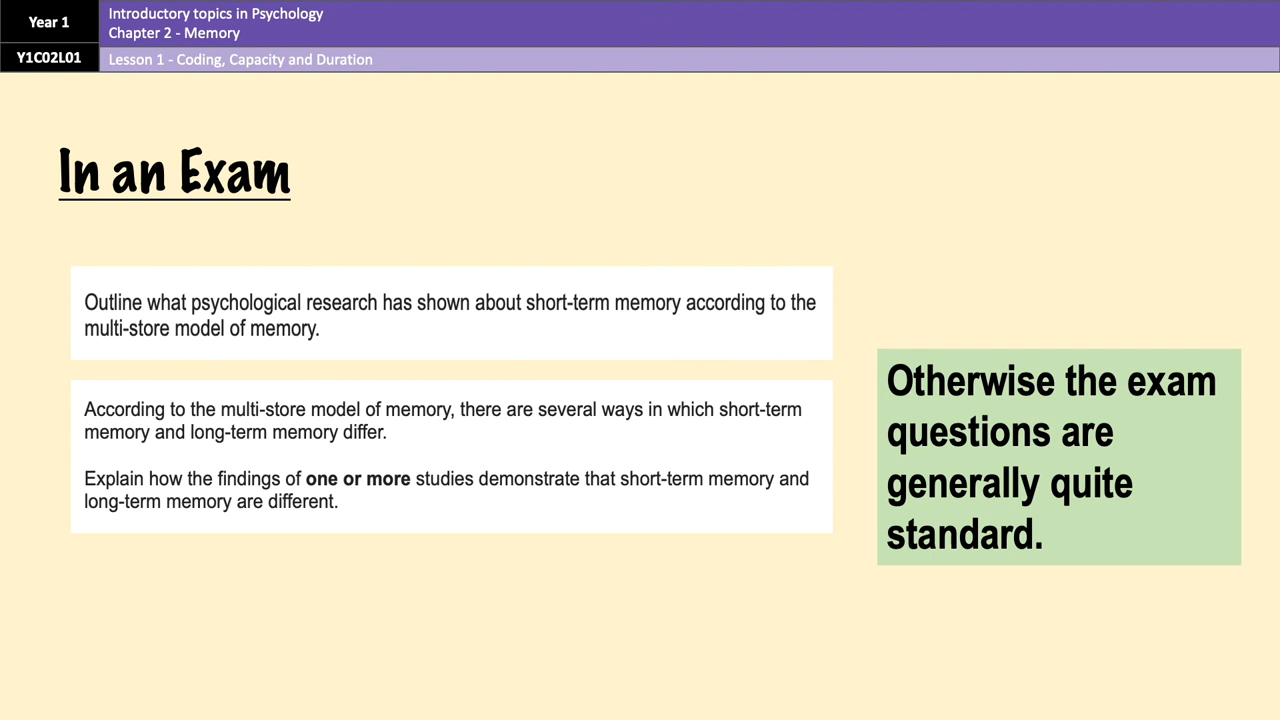 Year 1
Introductory topics in Psychology
Chapter 2 - Memory
Y1C02L01
Lesson 1 - Coding, Capacity and Duration
In an Exam
Outline what psychological research has shown about short-term memory according to the
multi-store model of memory.
According to the multi-store model of memory, there are several ways in which short-term
memory and long-term memory differ.
Explain how the findings of one or more studies demonstrate that short-term memory and
long-term memory are different.
Otherwise the exam
questions are
generally quite
standard.